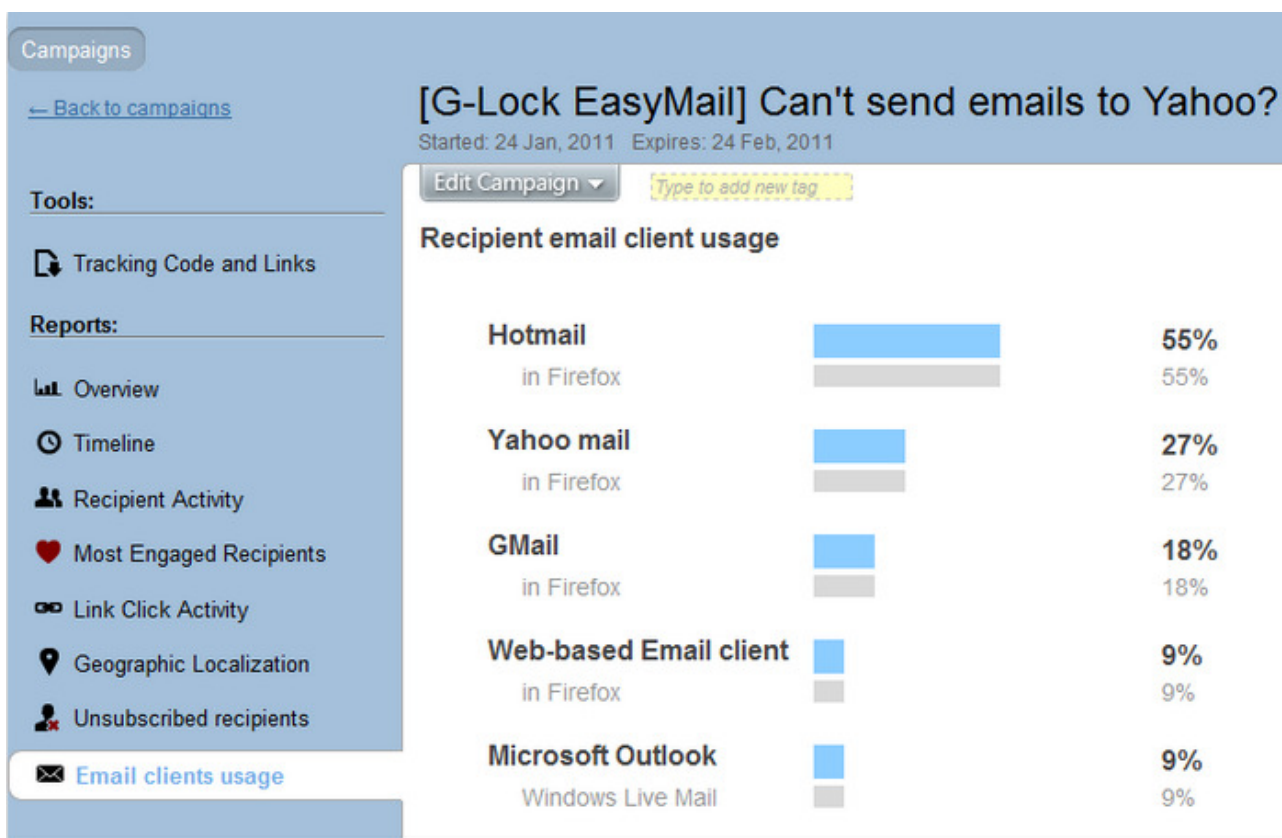 Campaigns
← Back to campaigns
[G-Lock EasyMail] Can't send emails to Yahoo?
Started: 24 Jan, 2011 Expires: 24 Feb, 2011
Edit Campaign
Type to add new tag
Tools:
Tracking Code and Links
Reports:
Overview
Timeline
Recipient Activity
Most Engaged Recipients
Link Click Activity
Geographic Localization
Unsubscribed recipients
Email clients usage
Recipient email client usage
Hotmail 55%
in Firefox 55%
Yahoo mail 27%
in Firefox 27%
GMail 18%
in Firefox 18%
Web-based Email client 9%
in Firefox 9%
Microsoft Outlook 9%
Windows Live Mail 9%